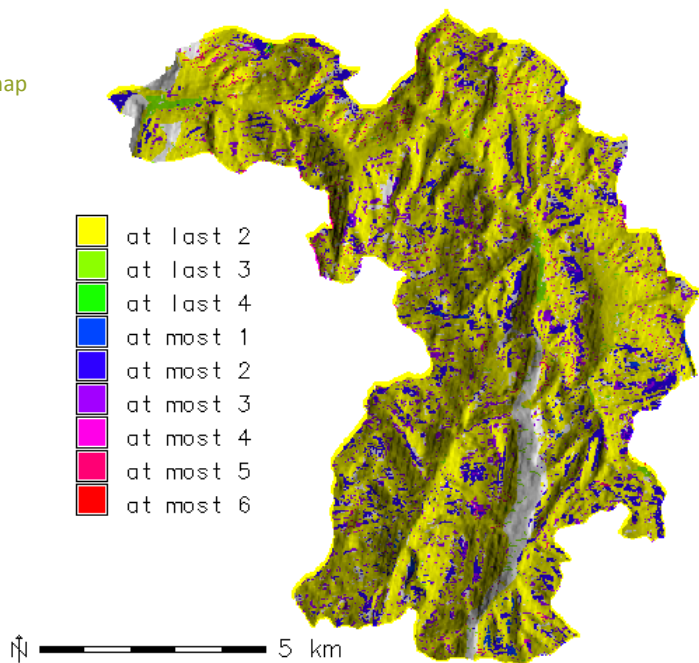 map
at last 2
at last 3
at last 4
at most 1
at most 2
at most 3
at most 4
at most 5
at most 6
N 5 km